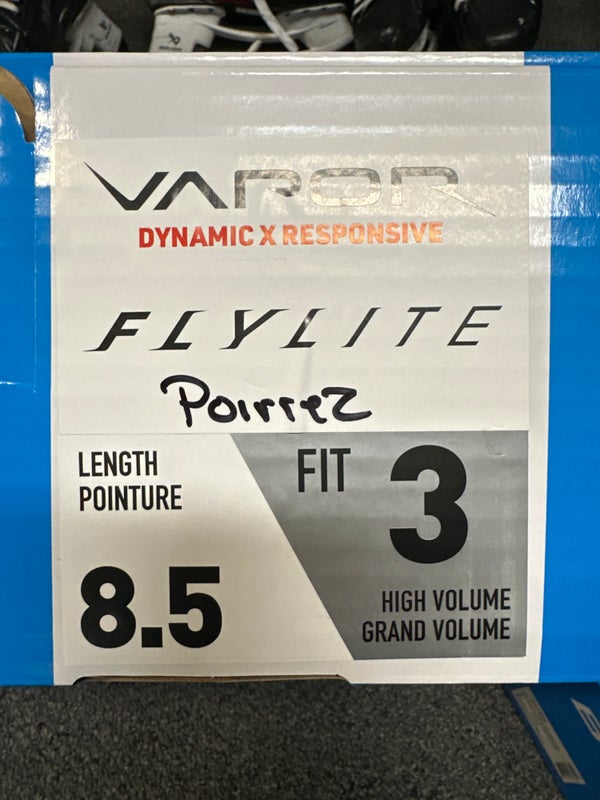 VAPOR
DYNAMIC X RESPONSIVE
FLYLITE
Poirrez
LENGTH
POINTURE
8.5
FIT 3
HIGH VOLUME
GRAND VOLUME